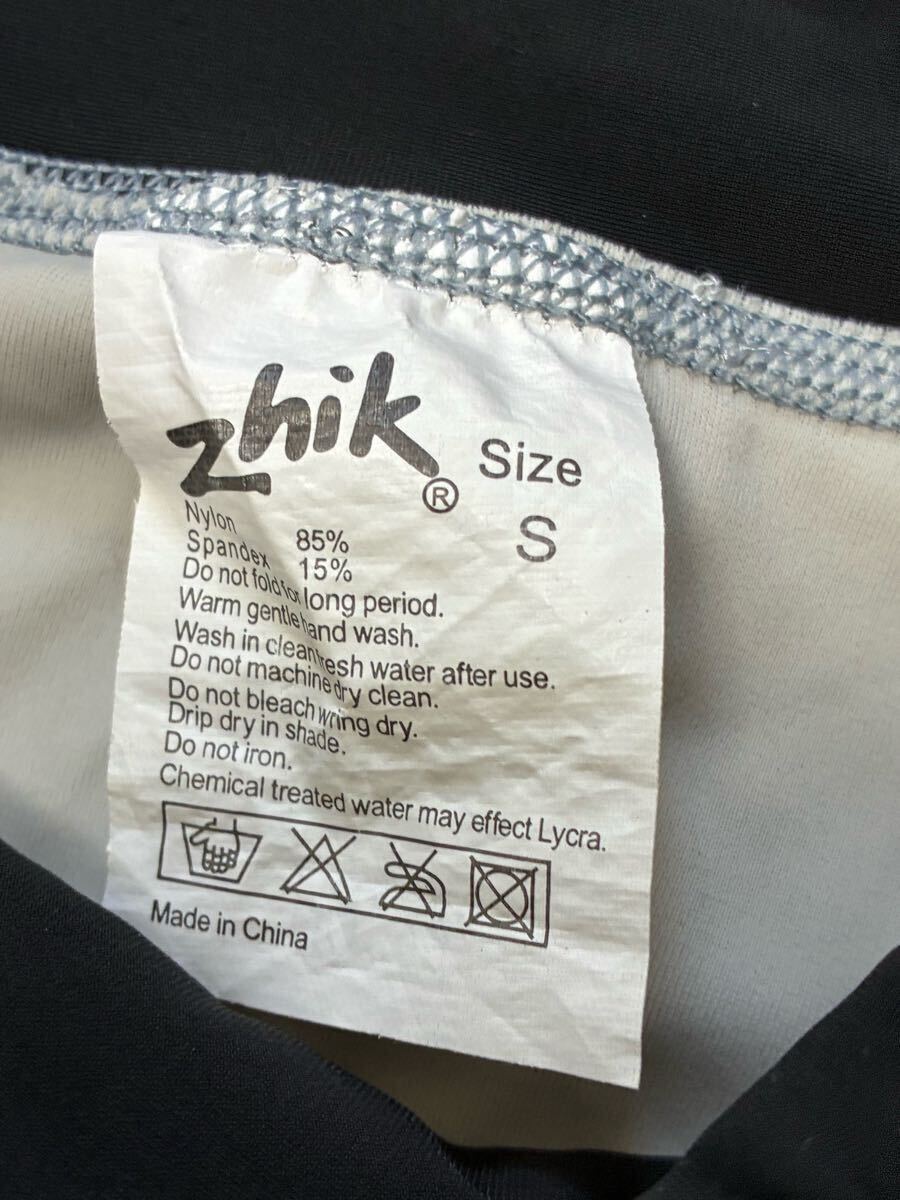 zhik®
Size
S
Nylon 85%
Spandex 15%
Do not fold for long period.
Warm gentle hand wash.
Wash in clean fresh water after use.
Do not machine dry clean.
Do not bleach wring dry.
Drip dry in shade.
Do not iron.
Chemical treated water may effect Lycra.
Made in China